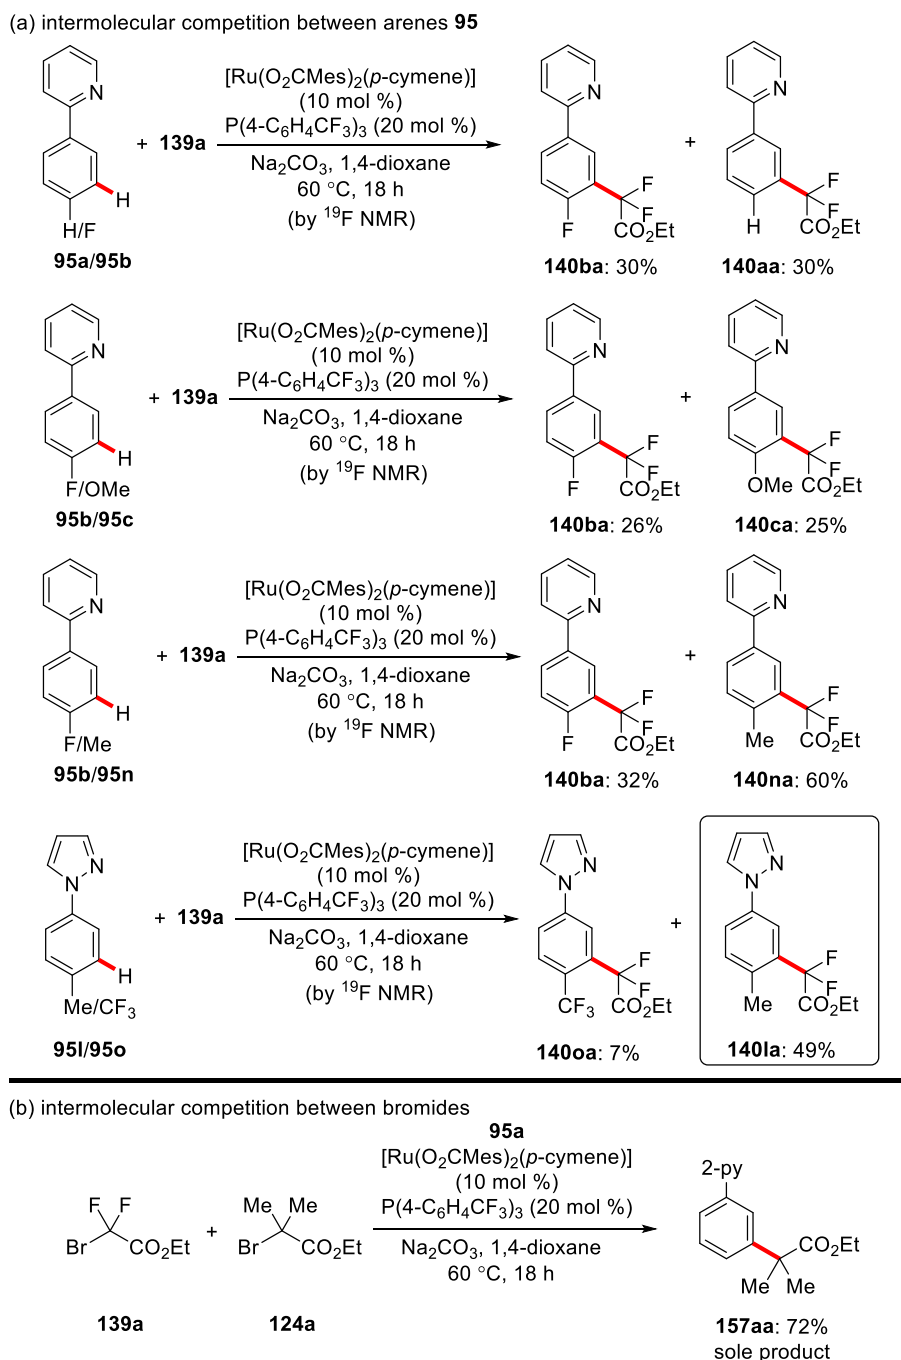 (a) intermolecular competition between arenes 95
N
H
H/F
95a/95b
+ 139a
[Ru(O₂CMes)₂(p-cymene)]
(10 mol %)
P(4-C₆H₄CF₃)₃ (20 mol %)
Na₂CO₃, 1,4-dioxane
60 °C, 18 h
(by ¹⁹F NMR)
N
F
F
F
CO₂Et
140ba: 30%
+
N
H
F
F
CO₂Et
140aa: 30%
N
H
F/OMe
95b/95c
+ 139a
[Ru(O₂CMes)₂(p-cymene)]
(10 mol %)
P(4-C₆H₄CF₃)₃ (20 mol %)
Na₂CO₃, 1,4-dioxane
60 °C, 18 h
(by ¹⁹F NMR)
N
F
F
F
CO₂Et
140ba: 26%
+
N
F
F
OMe CO₂Et
140ca: 25%
N
H
F/Me
95b/95n
+ 139a
[Ru(O₂CMes)₂(p-cymene)]
(10 mol %)
P(4-C₆H₄CF₃)₃ (20 mol %)
Na₂CO₃, 1,4-dioxane
60 °C, 18 h
(by ¹⁹F NMR)
N
F
F
F
CO₂Et
140ba: 32%
+
N
F
F
Me CO₂Et
140na: 60%
N
N
H
Me/CF₃
95l/95o
+ 139a
[Ru(O₂CMes)₂(p-cymene)]
(10 mol %)
P(4-C₆H₄CF₃)₃ (20 mol %)
Na₂CO₃, 1,4-dioxane
60 °C, 18 h
(by ¹⁹F NMR)
N
N
F
F
CF₃ CO₂Et
140oa: 7%
+
N
N
F
F
Me CO₂Et
140la: 49%
(b) intermolecular competition between bromides
F F
Br CO₂Et
139a
+
Me Me
Br CO₂Et
124a
95a
[Ru(O₂CMes)₂(p-cymene)]
(10 mol %)
P(4-C₆H₄CF₃)₃ (20 mol %)
Na₂CO₃, 1,4-dioxane
60 °C, 18 h
2-py
CO₂Et
Me Me
157aa: 72%
sole product